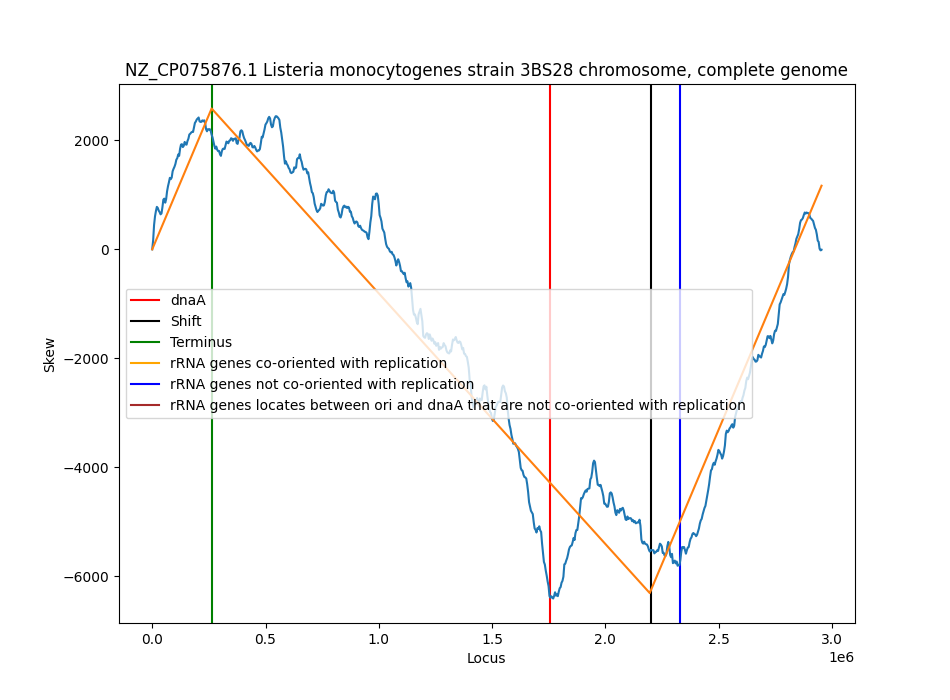 NZ_CP075876.1 Listeria monocytogenes strain 3BS28 chromosome, complete genome
2000
0
−2000
−4000
−6000
Skew
dnaA
Shift
Terminus
rRNA genes co-oriented with replication
rRNA genes not co-oriented with replication
rRNA genes locates between ori and dnaA that are not co-oriented with replication
0.0 0.5 1.0 1.5 2.0 2.5 3.0
1e6
Locus